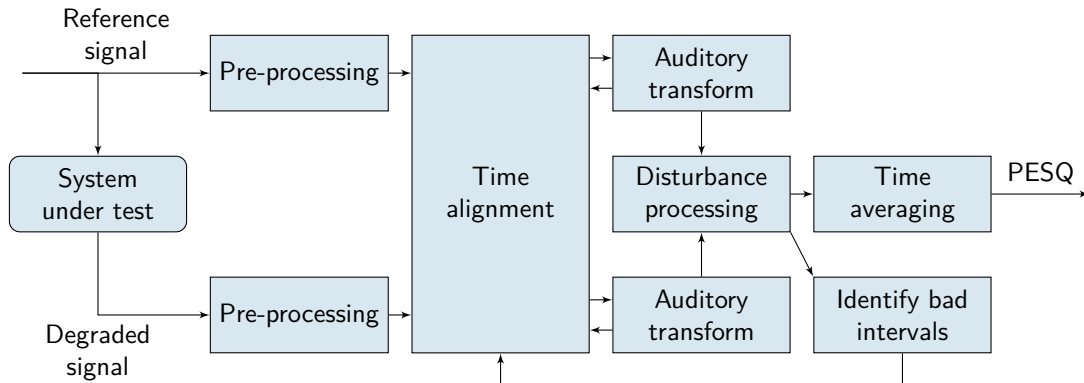 Reference
signal
Pre-processing
Auditory
transform
System
under test
Time
alignment
Disturbance
processing
Time
averaging
PESQ
Degraded
signal
Pre-processing
Auditory
transform
Identify bad
intervals